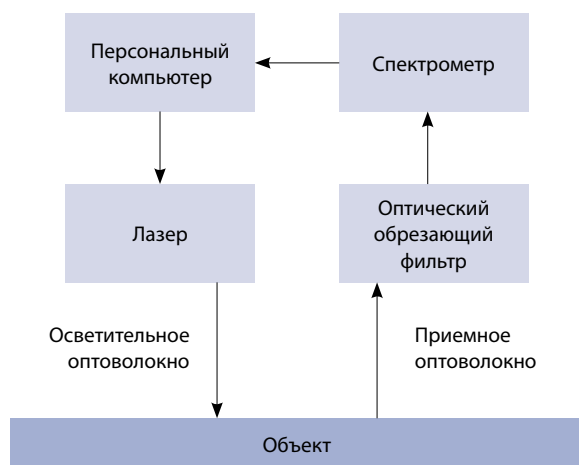 Персональный
компьютер
Спектрометр
Лазер
Оптический
обрезающий
фильтр
Осветительное
оптоволокно
Приемное
оптоволокно
Объект